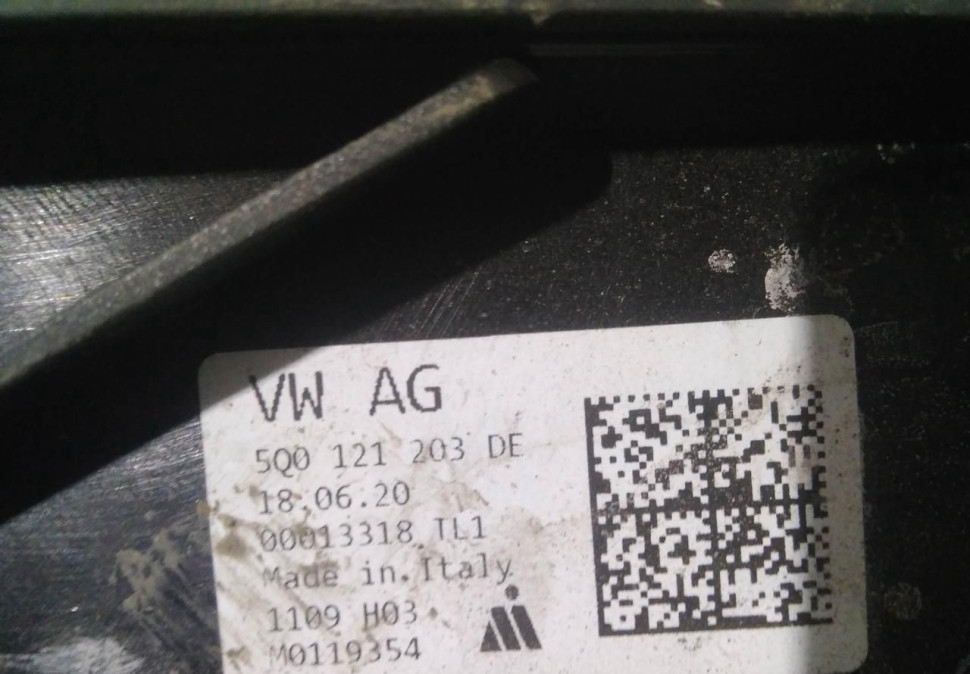 VW AG
5Q0 121 203 DE
18.06.20
00013318 TL1
Made in Italy
1109 H03
M0119354